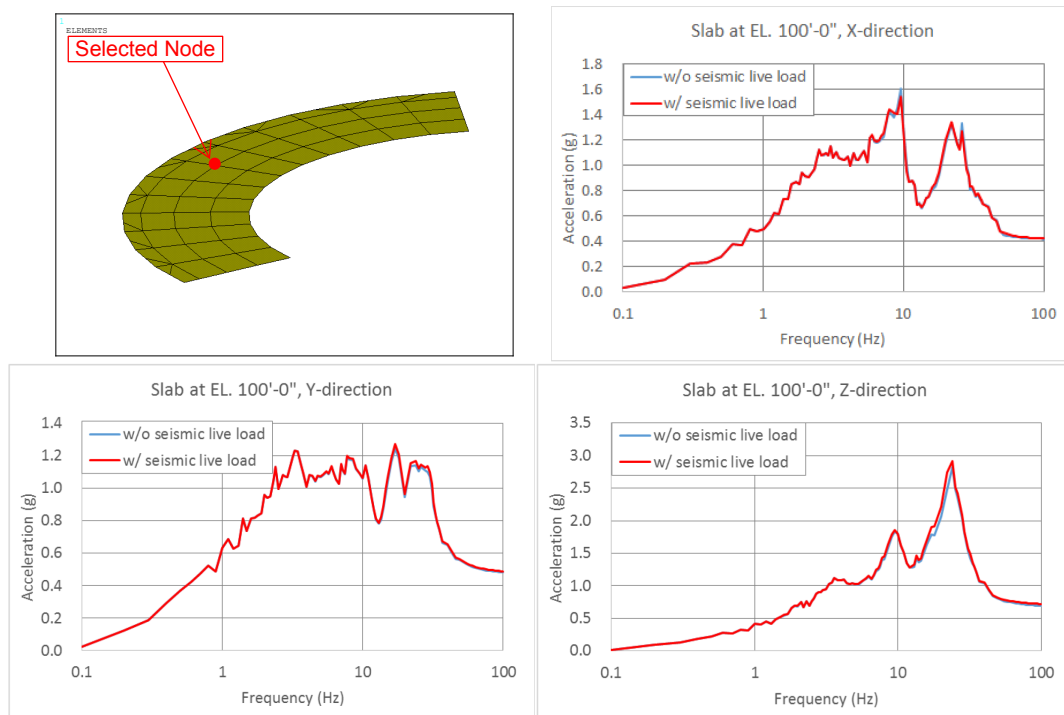 1
ELEMENTS
Selected Node
Slab at EL. 100'-0", X-direction
Acceleration (g)
1.8
1.6
1.4
1.2
1.0
0.8
0.6
0.4
0.2
0.0
w/o seismic live load
w/ seismic live load
0.1 1 10 100
Frequency (Hz)
Slab at EL. 100'-0", Y-direction
Acceleration (g)
1.4
1.2
1.0
0.8
0.6
0.4
0.2
0.0
w/o seismic live load
w/ seismic live load
0.1 1 10 100
Frequency (Hz)
Slab at EL. 100'-0", Z-direction
Acceleration (g)
3.5
3.0
2.5
2.0
1.5
1.0
0.5
0.0
w/o seismic live load
w/ seismic live load
0.1 1 10 100
Frequency (Hz)